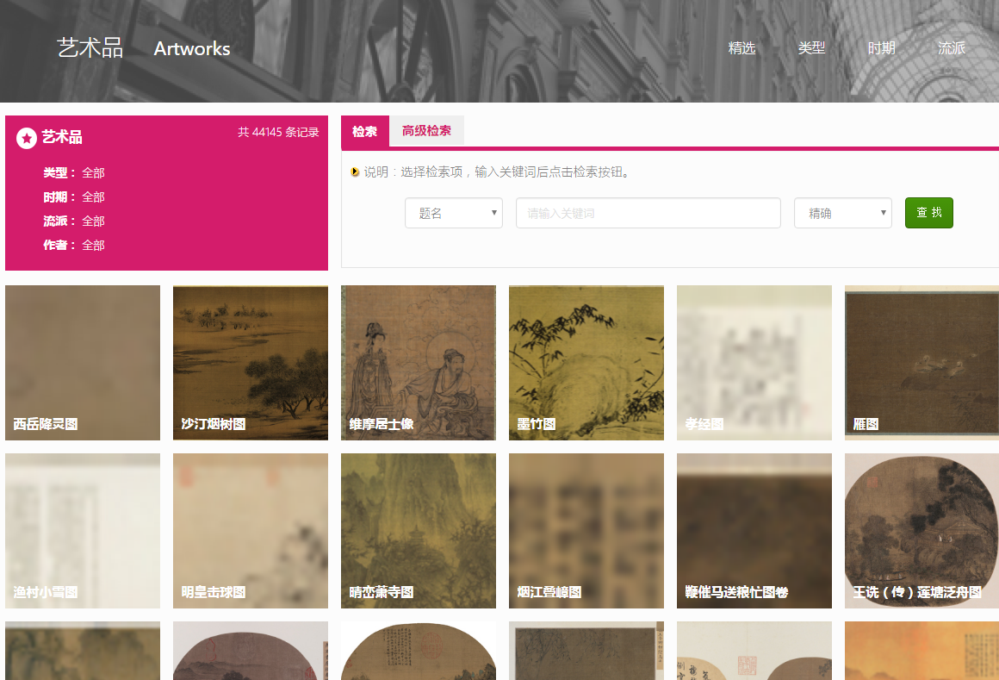 艺术品 Artworks 精选 类型 时期 流派
艺术品 共 44145 条记录
类型： 全部
时期： 全部
流派： 全部
作者： 全部
检索 高级检索
说明：选择检索项，输入关键词后点击检索按钮。
题名 请输入关键词 精确 查 找
西岳降灵图 沙汀烟树图 维摩居士像 墨竹图 孝经图 雁图
渔村小雪图 明皇击球图 晴峦萧寺图 烟江叠嶂图 鞭催马送粮忙图卷 王诜（传）莲塘泛舟图